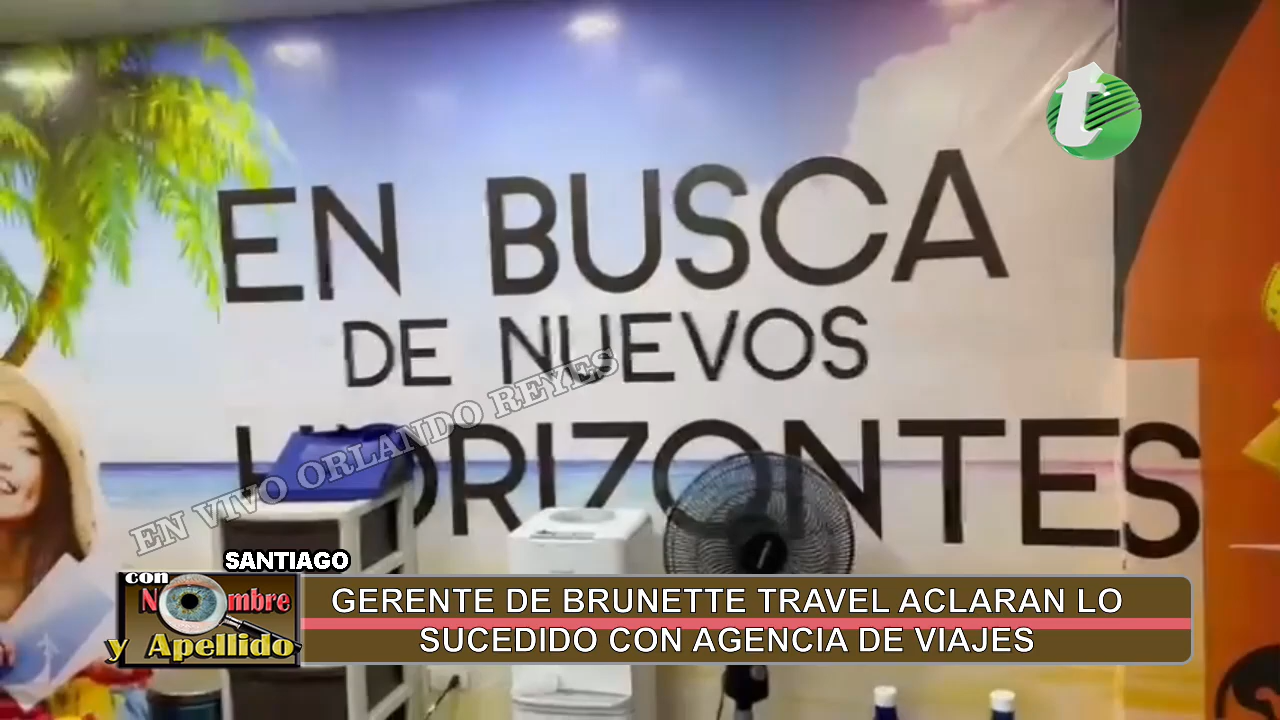 EN BUSCA
DE NUEVOS
HORIZONTES
EN VIVO ORLANDO REYES
SANTIAGO
con
Nombre
y Apellido
GERENTE DE BRUNETTE TRAVEL ACLARAN LO
SUCEDIDO CON AGENCIA DE VIAJES
t